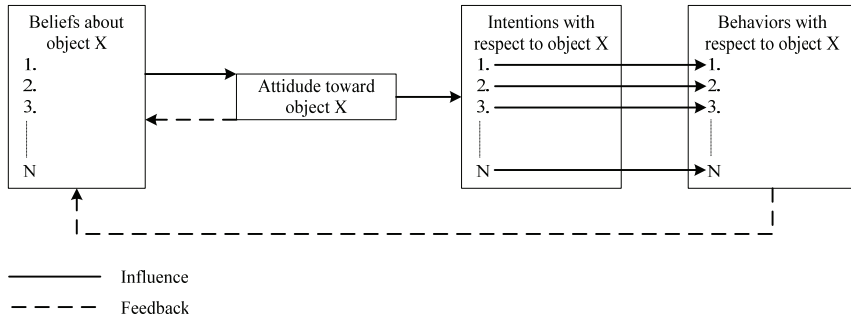 Beliefs about
object X
1.
2.
3.
N
Attidude toward
object X
Intentions with
respect to object X
1.
2.
3.
N
Behaviors with
respect to object X
1.
2.
3.
N
Influence
Feedback